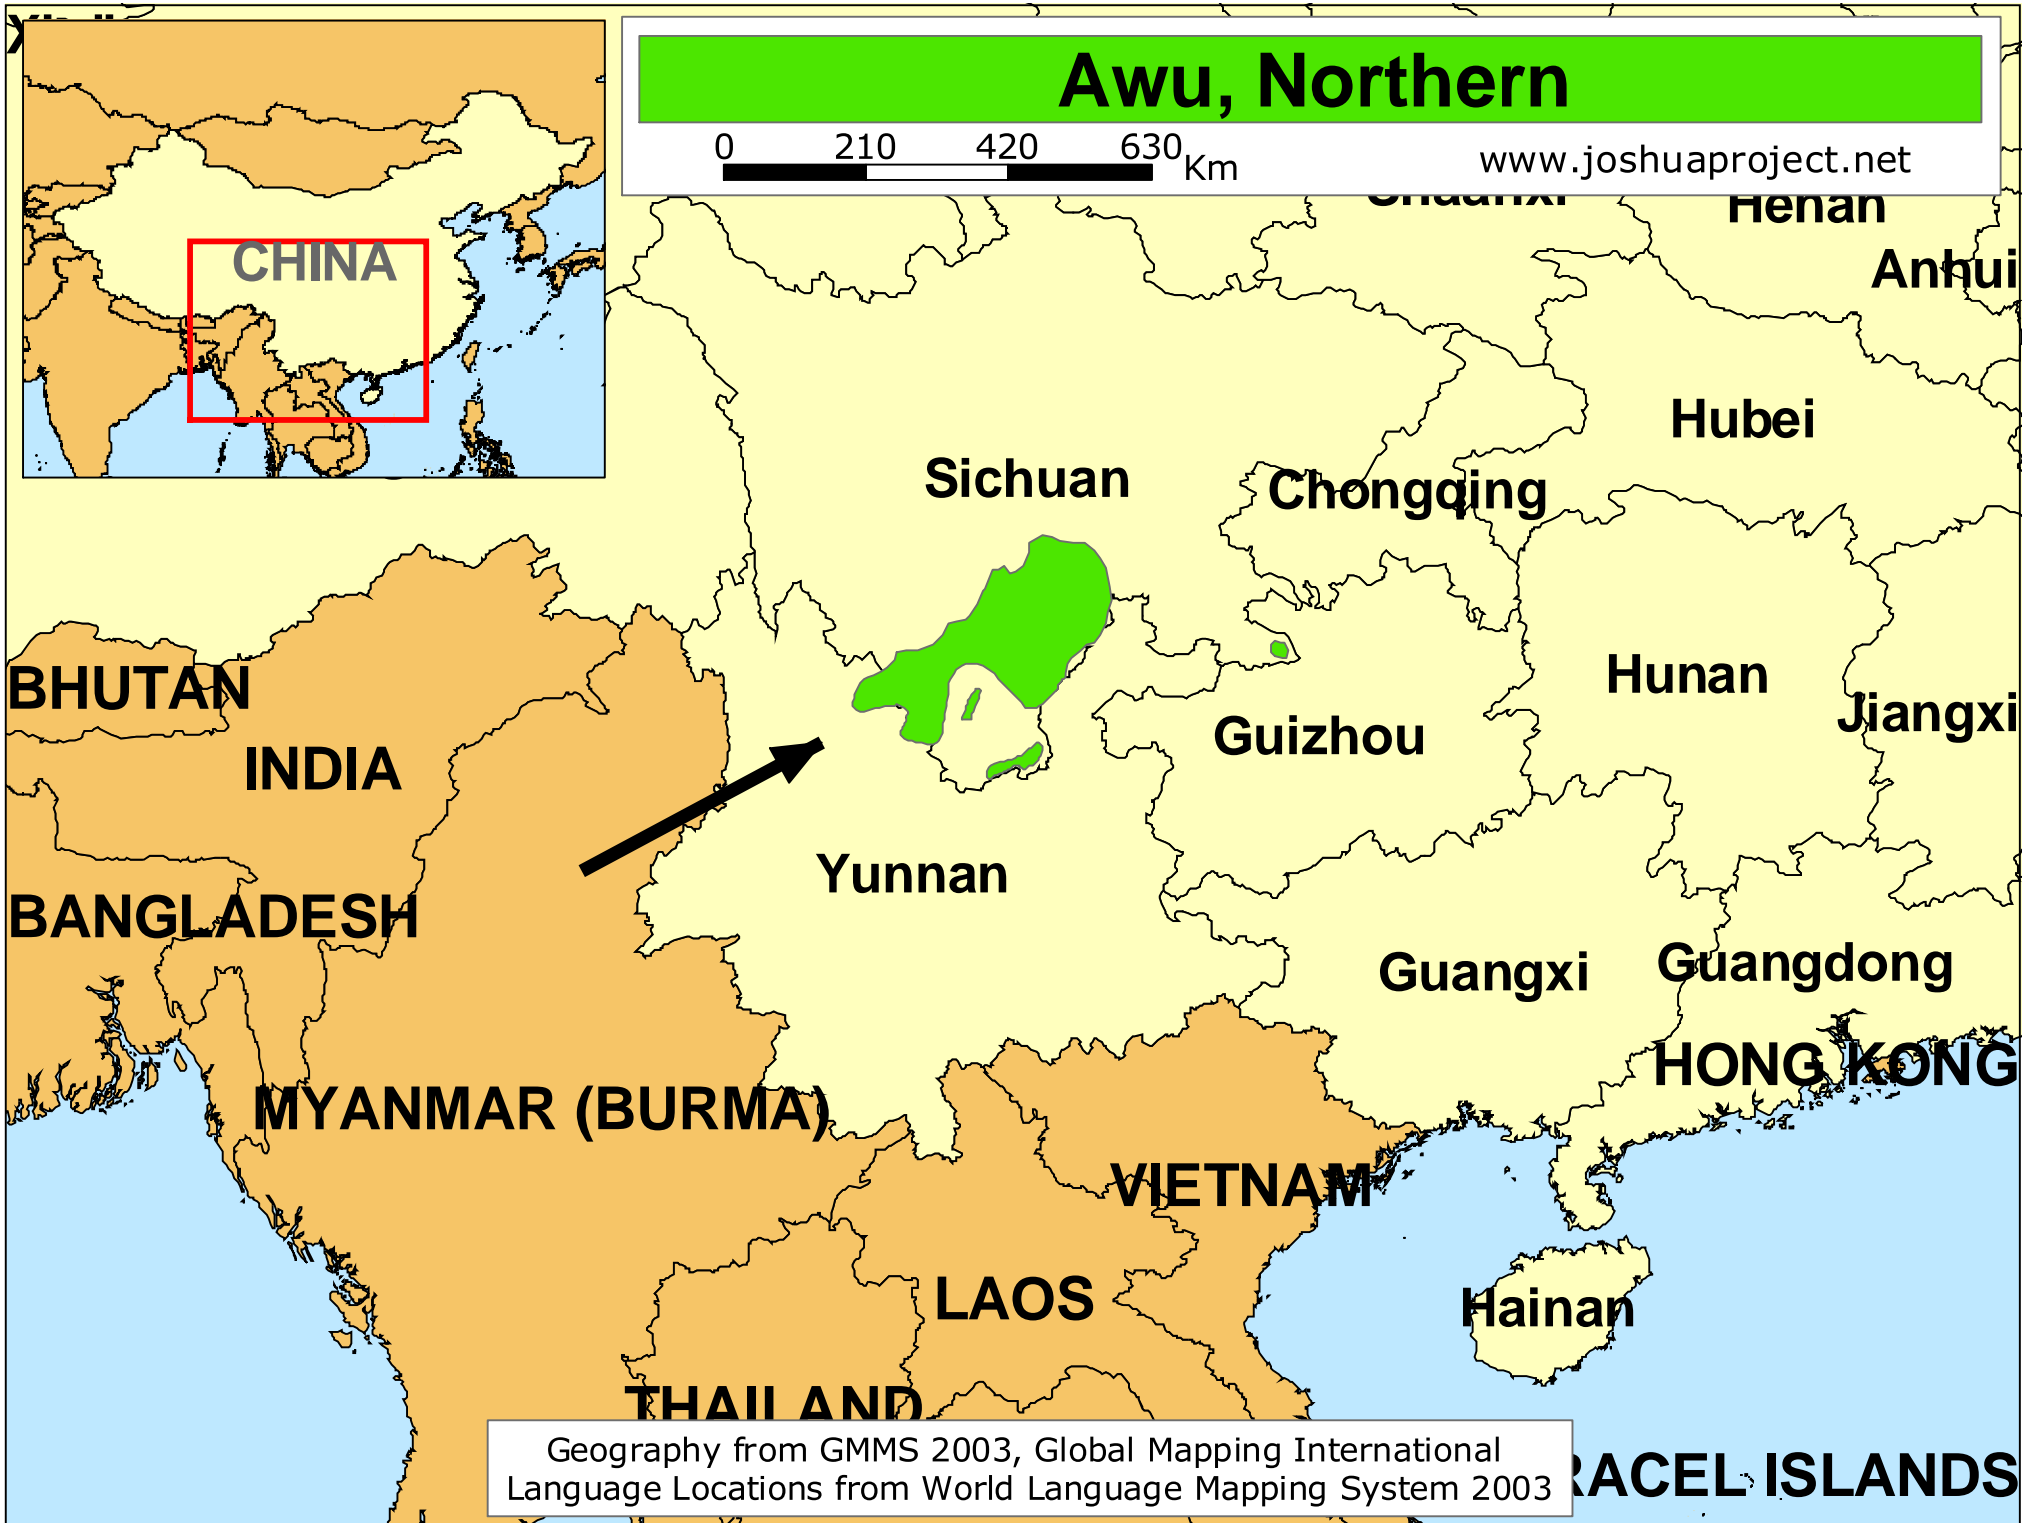 Awu, Northern
0 210 420 630 Km
www.joshuaproject.net
CHINA
Henan
Anhui
Hubei
Sichuan
Chongqing
Hunan
BHUTAN
Jiangxi
Guizhou
INDIA
Yunnan
BANGLADESH
Guangxi
Guangdong
HONG KONG
MYANMAR (BURMA)
VIETNAM
LAOS
Hainan
THAILAND
Geography from GMMS 2003, Global Mapping International
Language Locations from World Language Mapping System 2003
RACEL ISLANDS